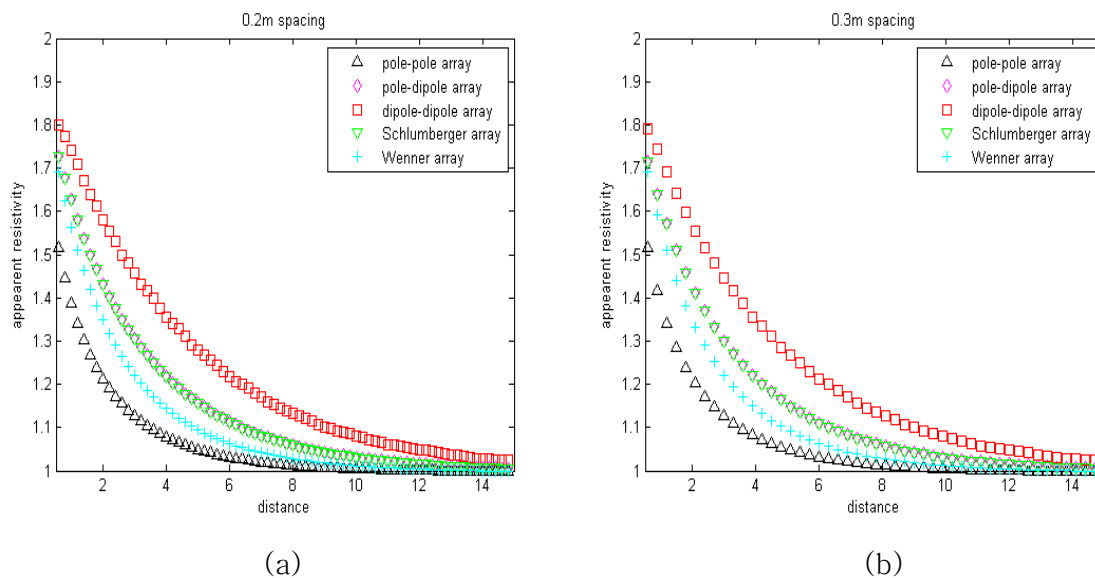 0.2m spacing
2
1.9
1.8
1.7
1.6
1.5
1.4
1.3
1.2
1.1
1
appearent resistivity
pole-pole array
pole-dipole array
dipole-dipole array
Schlumberger array
Wenner array
2 4 6 8 10 12 14
distance
(a)
0.3m spacing
2
1.9
1.8
1.7
1.6
1.5
1.4
1.3
1.2
1.1
1
appearent resistivity
pole-pole array
pole-dipole array
dipole-dipole array
Schlumberger array
Wenner array
2 4 6 8 10 12 14
distance
(b)